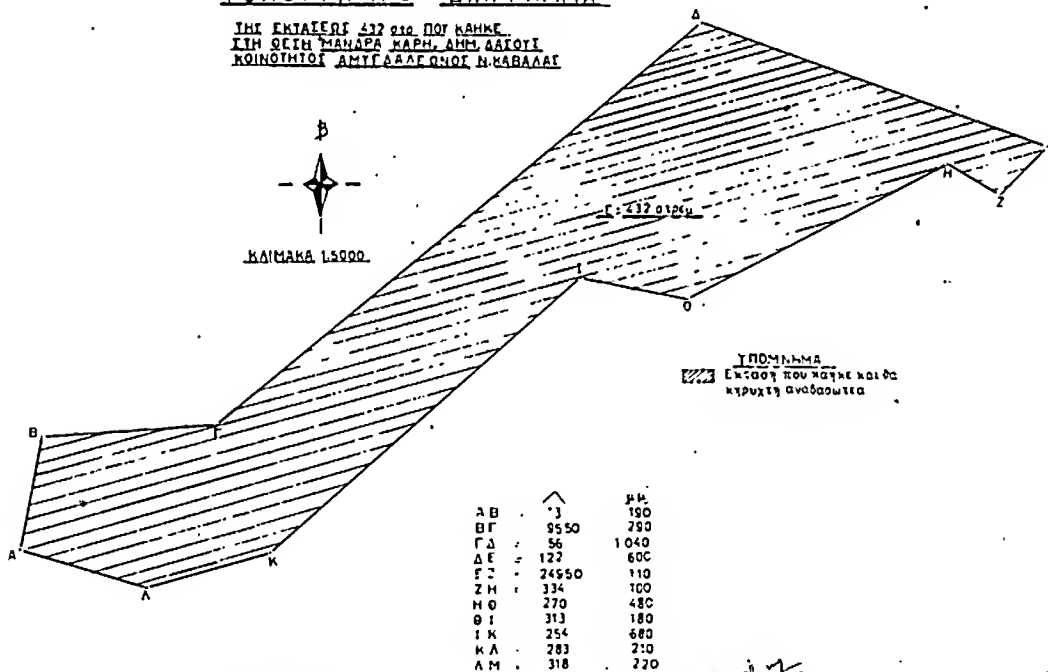 ΤΗΣ ΕΚΤΑΣΕΩΣ 432 στρ ΠΟΥ ΚΑΗΚΕ
ΣΤΗ ΘΕΣΗ ΜΑΝΔΡΑ ΚΑΡΗ, ΔΗΜ. ΔΑΣΟΥΣ
ΚΟΙΝΟΤΗΤΟΣ ΑΜΥΓΔΑΛΕΩΝΟΣ Ν. ΚΑΒΑΛΑΣ
Δ
Β
Η
Ζ
Ε: 432 στρεμ
ΚΛΙΜΑΚΑ 1:5000
Ι
Θ
ΥΠΟΜΝΗΜΑ
Έκταση που κάηκε και θα
κηρυχτή αναδασωτέα
Β
Γ
Α
Κ
Λ
μμ
ΑΒ : 190
ΒΓ 9550 290
ΓΔ : 56 1040
ΔΕ = 122 600
ΕΖ = 24950 110
ΖΗ : 334 100
ΗΘ 270 480
ΘΙ 313 180
ΙΚ 254 680
ΚΛ . 283 210
ΛΜ . 318 220